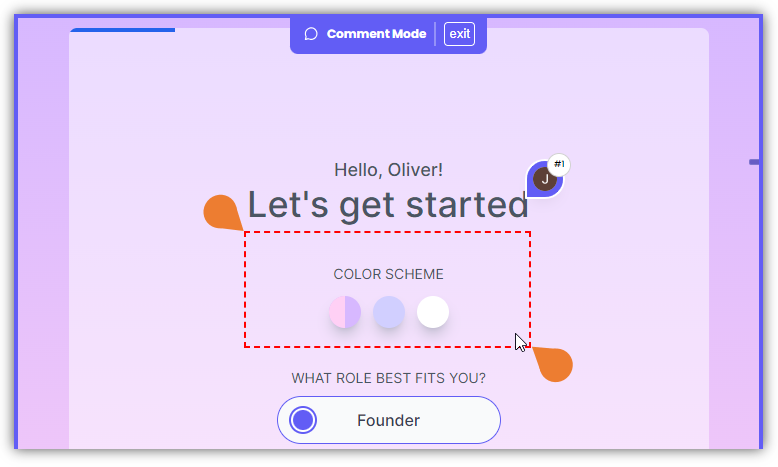 Comment Mode exit
Hello, Oliver!
#1
J
Let's get started
COLOR SCHEME
WHAT ROLE BEST FITS YOU?
Founder